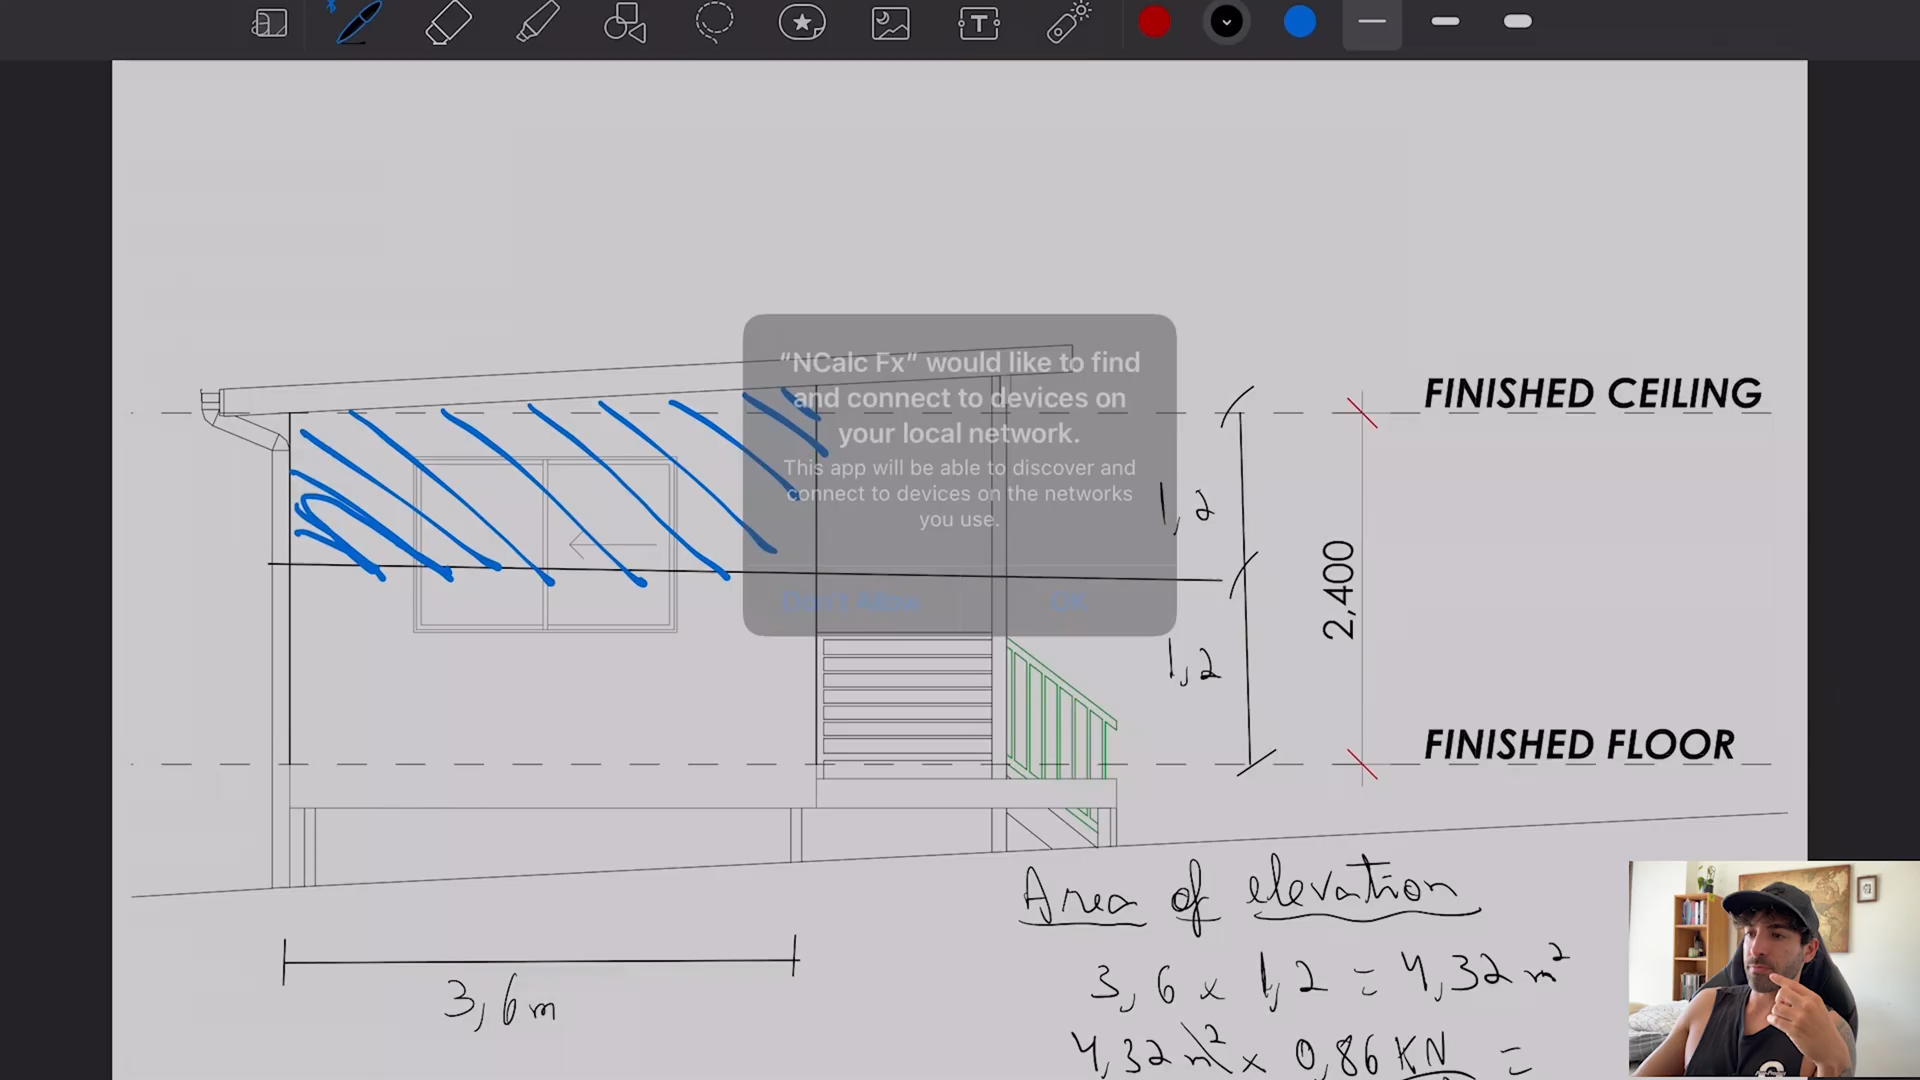 “NCalc Fx” would like to find
and connect to devices on
your local network.
This app will be able to discover and
connect to devices on the networks
you use.
Don't Allow
OK
FINISHED CEILING
1,2
2,400
1,2
FINISHED FLOOR
3,6m
Area of elevation
3,6 x 1,2 = 4,32 m²
4,32 m² x 0,86 KN =